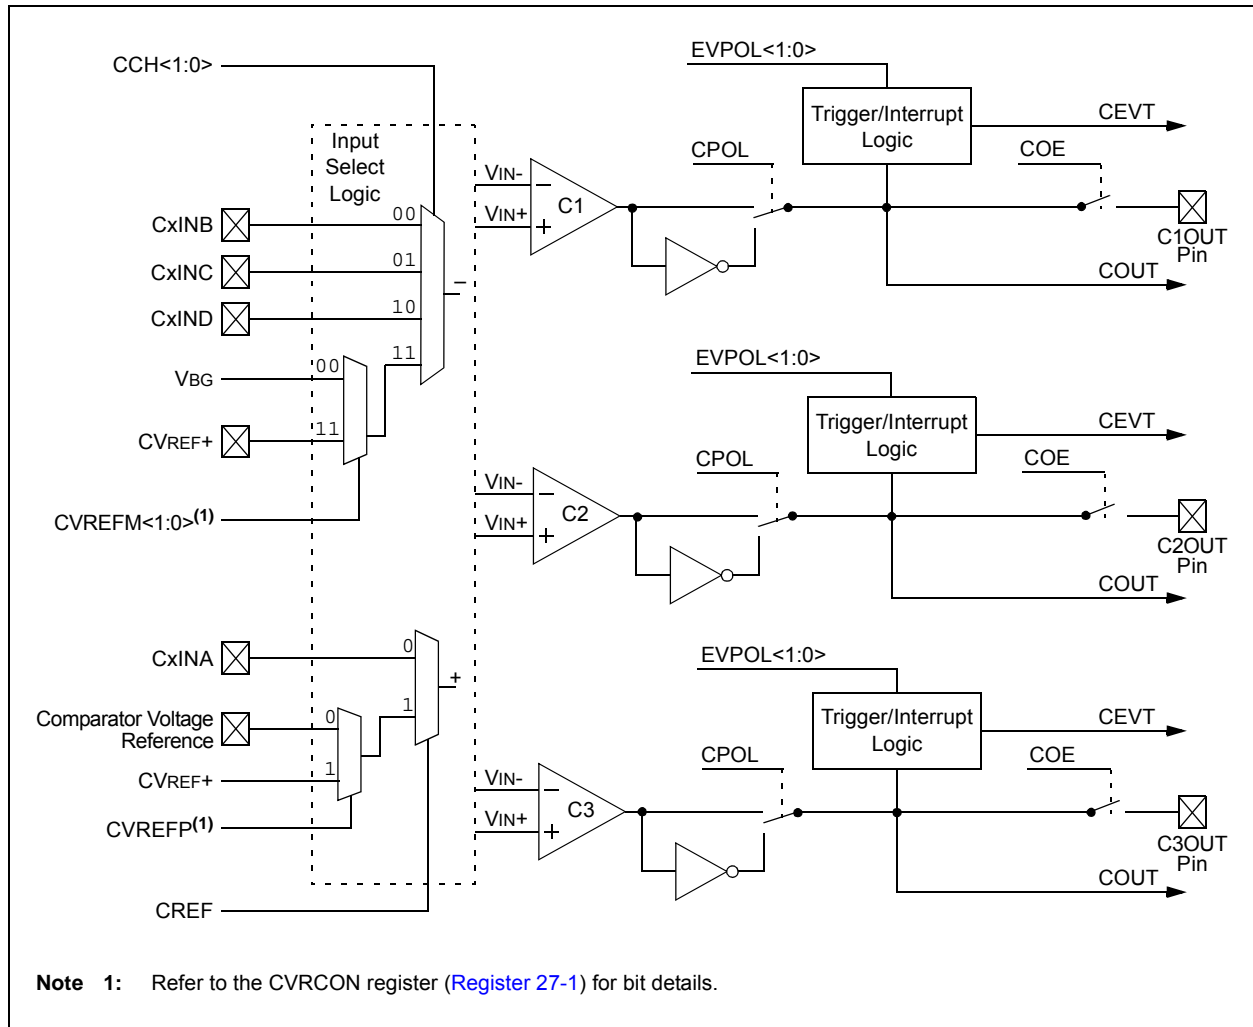 CCH<1:0>
Input
Select
Logic
CxINB
00
CxINC
01
CxIND
10
11
VBG
00
CVREF+
11
CVREFM<1:0>(1)
–
CxINA
0
1
+
Comparator Voltage
Reference
0
CVREF+
1
CVREFP(1)
CREF
EVPOL<1:0>
Trigger/Interrupt
Logic
CEVT
CPOL
COE
VIN-
–
VIN+
+
C1
C1OUT
Pin
COUT
EVPOL<1:0>
Trigger/Interrupt
Logic
CEVT
CPOL
COE
VIN-
–
VIN+
+
C2
C2OUT
Pin
COUT
EVPOL<1:0>
Trigger/Interrupt
Logic
CEVT
CPOL
COE
VIN-
–
VIN+
+
C3
C3OUT
Pin
COUT
Note 1: Refer to the CVRCON register (Register 27-1) for bit details.